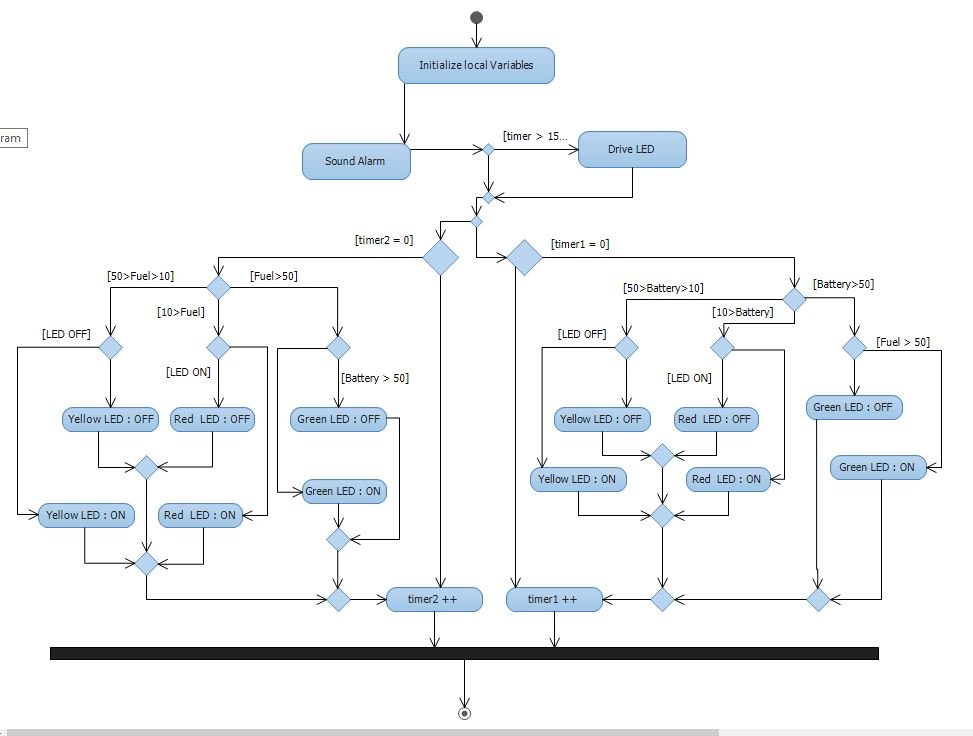 Initialize local Variables
ram
[timer > 15...
Sound Alarm
Drive LED
[timer2 = 0]
[timer1 = 0]
[50>Fuel>10]
[Fuel>50]
[10>Fuel]
[50>Battery>10]
[Battery>50]
[10>Battery]
[LED OFF]
[LED ON]
[Battery > 50]
[LED OFF]
[LED ON]
[Fuel > 50]
Yellow LED : OFF
Red LED : OFF
Green LED : OFF
Yellow LED : OFF
Red LED : OFF
Green LED : OFF
Green LED : ON
Yellow LED : ON
Red LED : ON
Green LED : ON
Yellow LED : ON
Red LED : ON
timer2 ++
timer1 ++